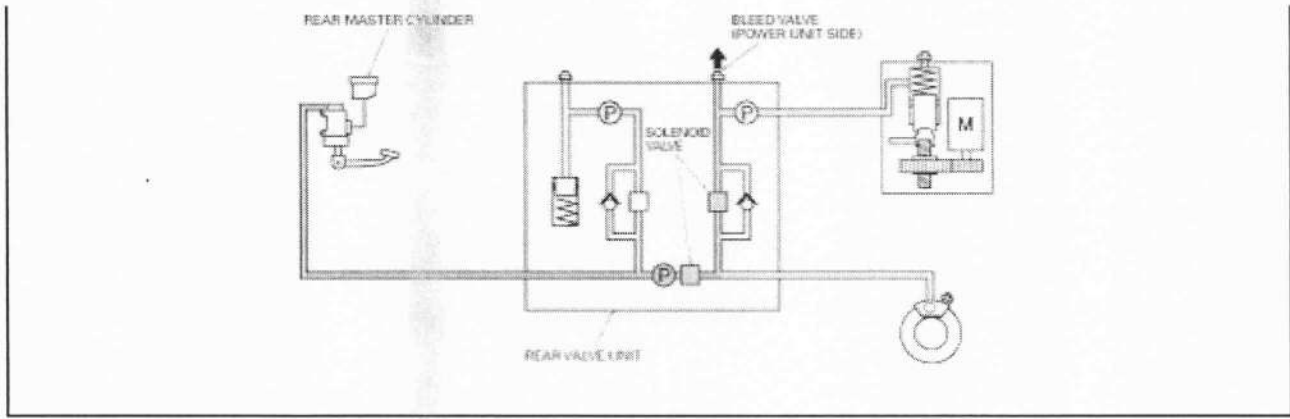 REAR MASTER CYLINDER
BLEED VALVE
(POWER UNIT SIDE)
P
P
SOLENOID
VALVE
M
P
REAR VALVE UNIT